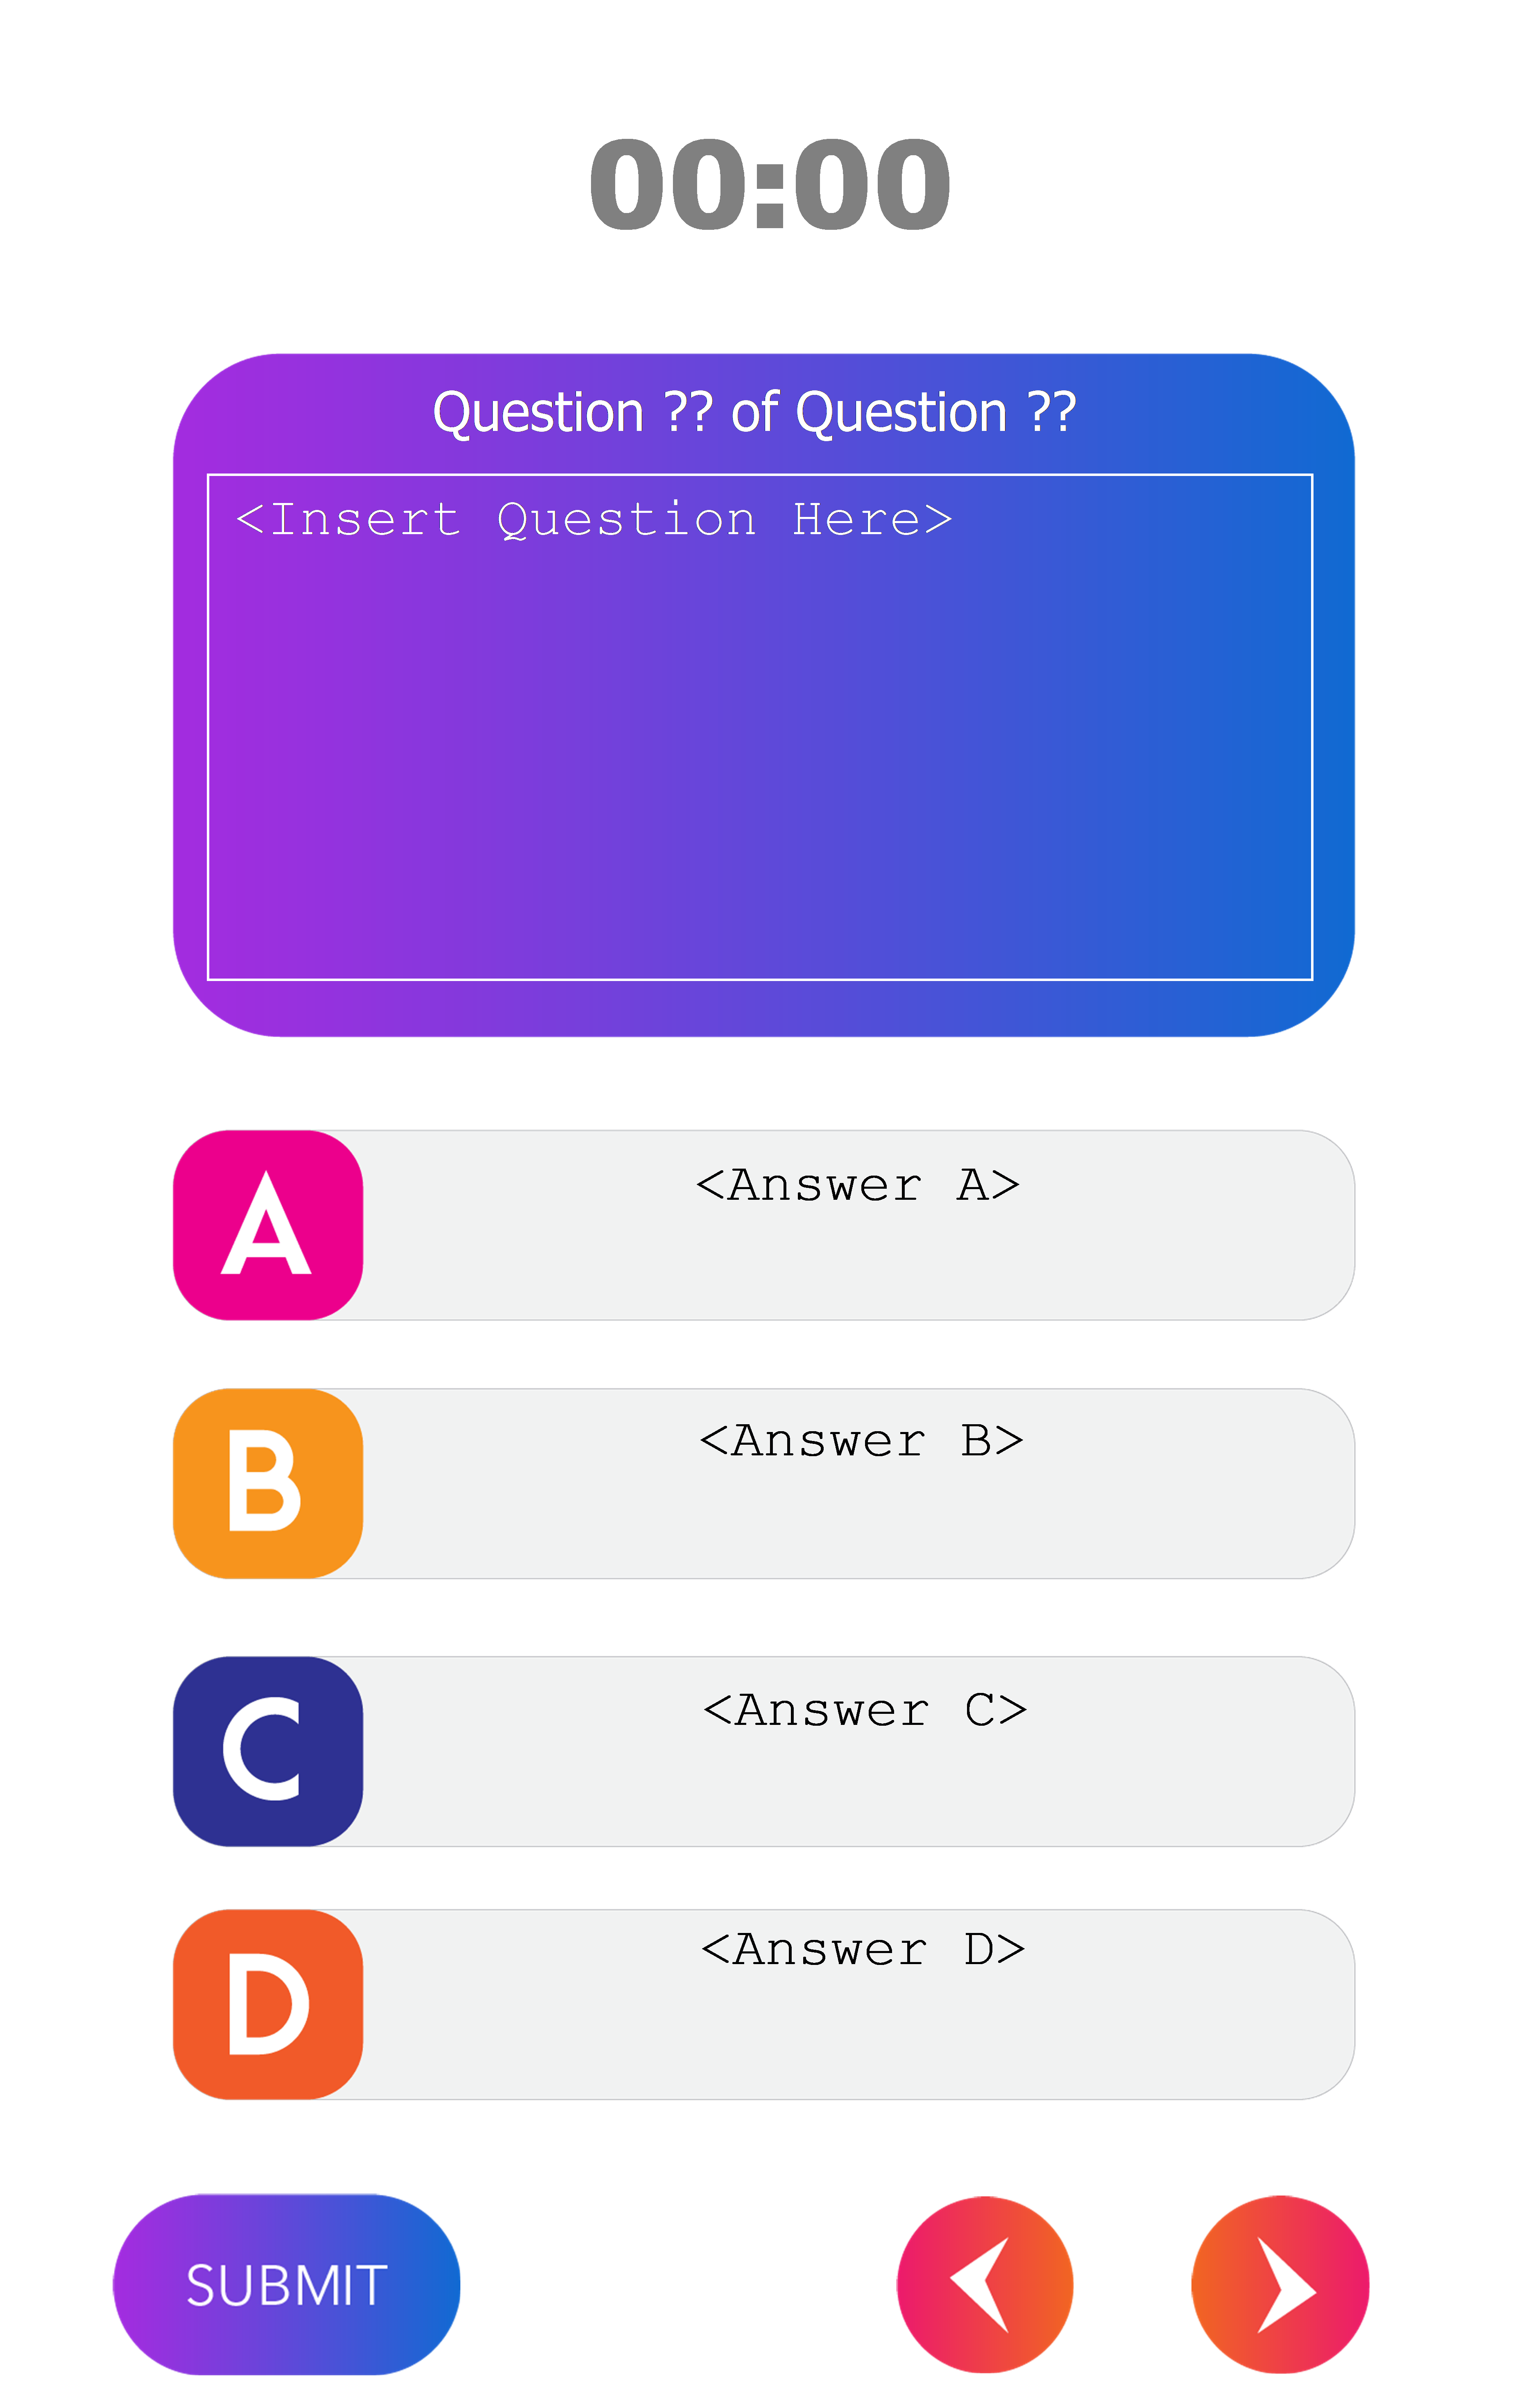 00:00
Question ?? of Question ??
<Insert Question Here>
A
<Answer A>
B
<Answer B>
C
<Answer C>
D
<Answer D>
SUBMIT